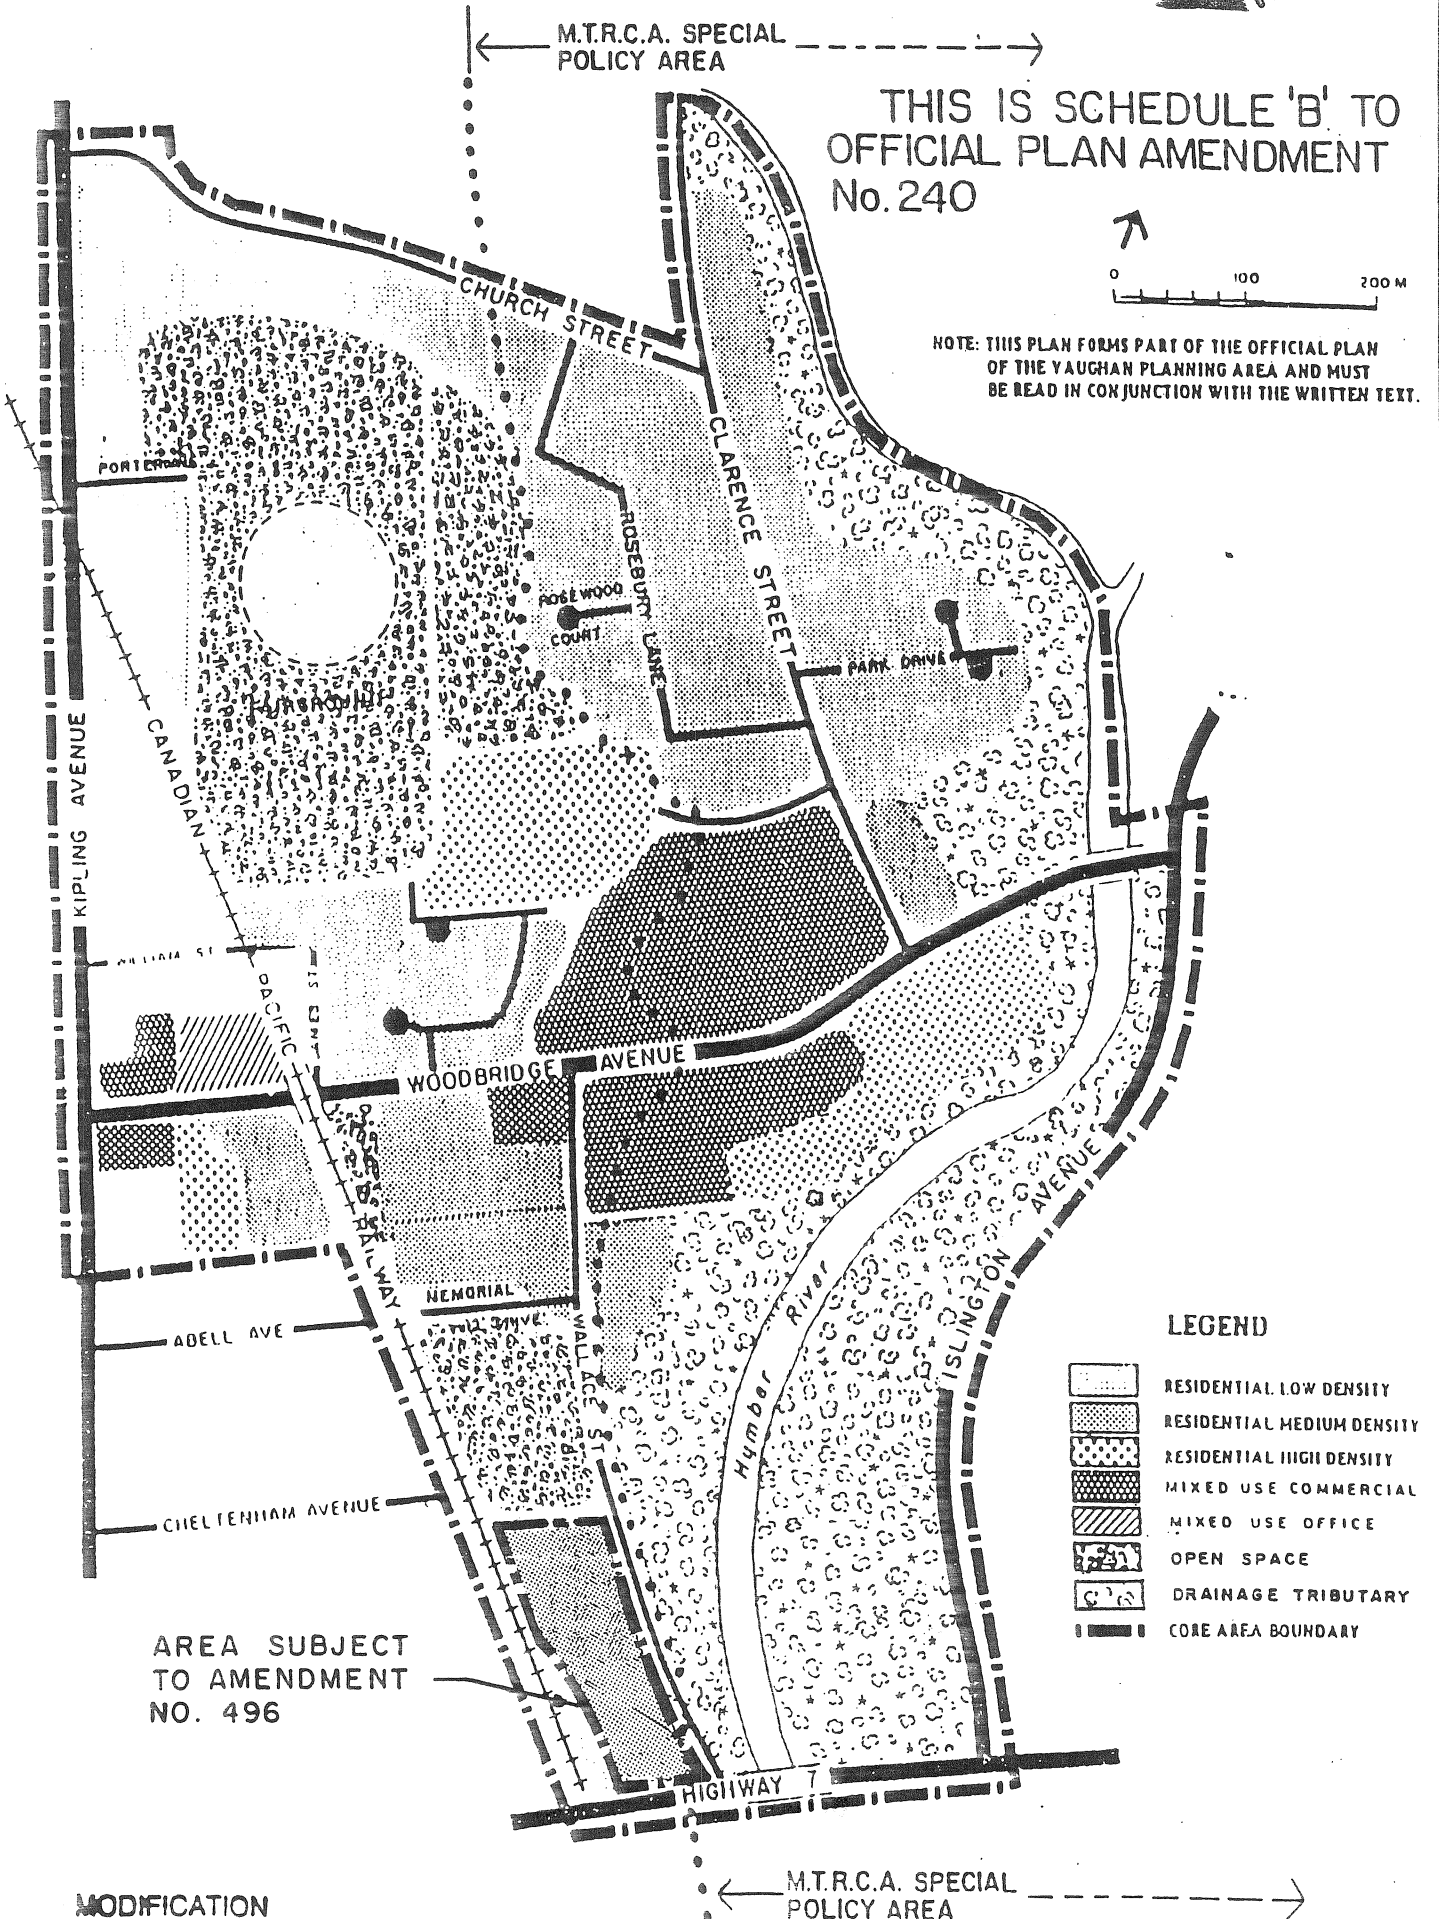 M.T.R.C.A. SPECIAL
POLICY AREA
THIS IS SCHEDULE 'B' TO
OFFICIAL PLAN AMENDMENT
No. 240
0 100 200 M
NOTE: THIS PLAN FORMS PART OF THE OFFICIAL PLAN
OF THE VAUGHAN PLANNING AREA AND MUST
BE READ IN CONJUNCTION WITH THE WRITTEN TEXT.
CHURCH STREET
CLARENCE STREET
ROSEBURY LANE
ROSEWOOD
COURT
PARK DRIVE
KIPLING AVENUE
CANADIAN
PACIFIC
RAILWAY
WILLIAM ST
WOODBRIDGE AVENUE
MEMORIAL
WALLACE ST
ABELL AVE
CHELTENHAM AVENUE
ISLINGTON AVENUE
Humber River
HIGHWAY 7
AREA SUBJECT
TO AMENDMENT
NO. 496
LEGEND
RESIDENTIAL LOW DENSITY
RESIDENTIAL MEDIUM DENSITY
RESIDENTIAL HIGH DENSITY
MIXED USE COMMERCIAL
MIXED USE OFFICE
OPEN SPACE
DRAINAGE TRIBUTARY
CORE AREA BOUNDARY
M.T.R.C.A. SPECIAL
POLICY AREA
MODIFICATION